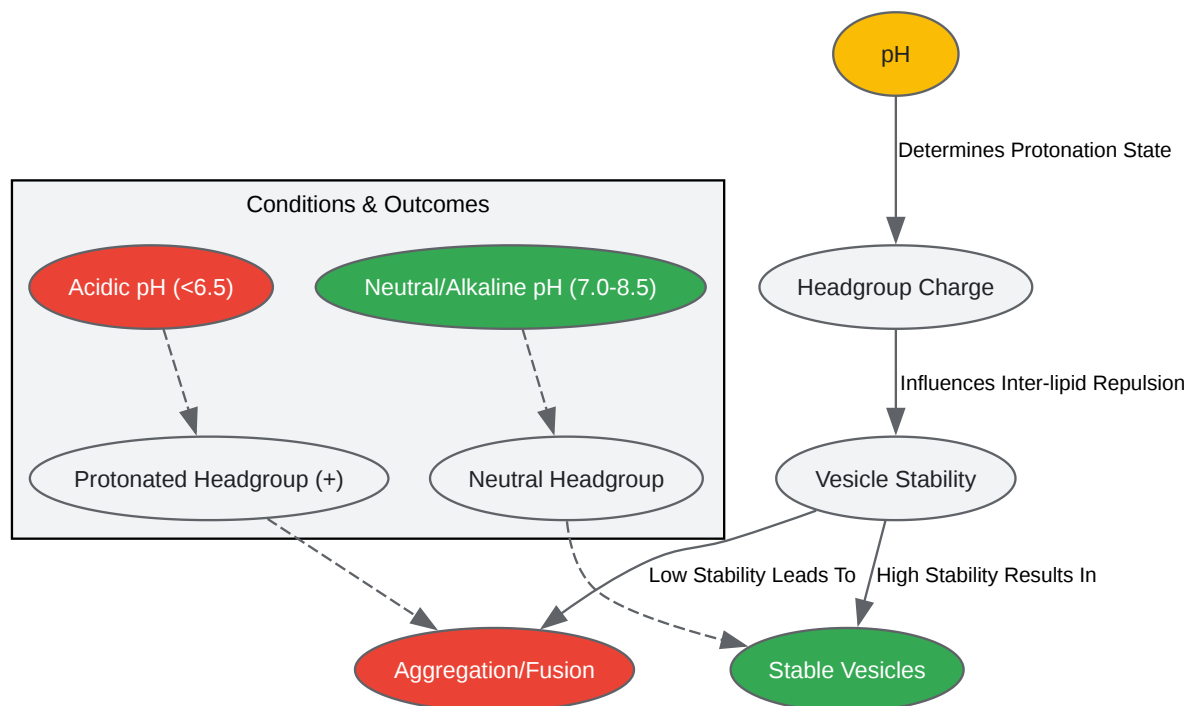 pH
Determines Protonation State
Conditions & Outcomes
Acidic pH (<6.5)
Neutral/Alkaline pH (7.0-8.5)
Headgroup Charge
Influences Inter-lipid Repulsion
Protonated Headgroup (+)
Neutral Headgroup
Vesicle Stability
Low Stability Leads To
High Stability Results In
Aggregation/Fusion
Stable Vesicles